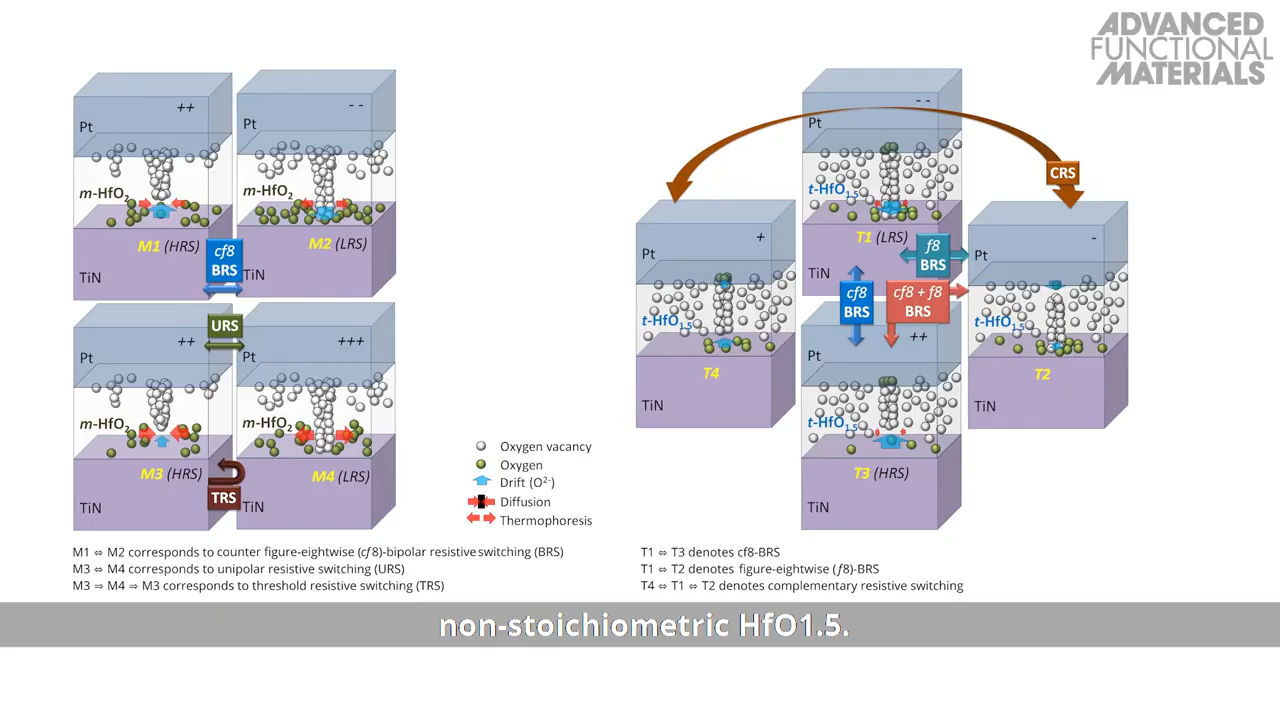 ADVANCED
FUNCTIONAL
MATERIALS
++
Pt
m-HfO2
M1 (HRS)
TiN
- -
Pt
m-HfO2
M2 (LRS)
TiN
cf8
BRS
URS
++
Pt
m-HfO2
M3 (HRS)
TiN
+++
Pt
m-HfO2
M4 (LRS)
TiN
TRS
Oxygen vacancy
Oxygen
Drift (O2-)
Diffusion
Thermophoresis
- -
Pt
t-HfO1.5
T1 (LRS)
TiN
CRS
+
Pt
t-HfO1.5
T4
TiN
f8
BRS
cf8
BRS
cf8 + f8
BRS
-
Pt
t-HfO1.5
T2
TiN
++
Pt
t-HfO1.5
T3 (HRS)
TiN
M1 ⇔ M2 corresponds to counter figure-eightwise (cf8)-bipolar resistive switching (BRS)
M3 ⇔ M4 corresponds to unipolar resistive switching (URS)
M3 ⇒ M4 ⇒ M3 corresponds to threshold resistive switching (TRS)
T1 ⇔ T3 denotes cf8-BRS
T1 ⇔ T2 denotes figure-eightwise (f8)-BRS
T4 ⇔ T1 ⇔ T2 denotes complementary resistive switching
non-stoichiometric HfO1.5.